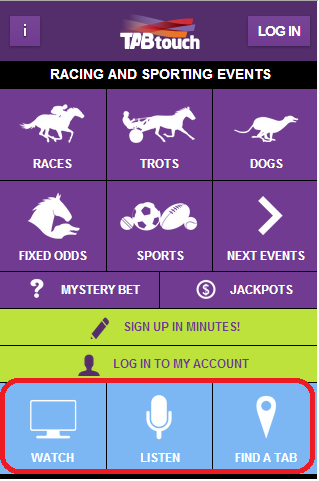 i
TABtouch
LOG IN
RACING AND SPORTING EVENTS
RACES
TROTS
DOGS
FIXED ODDS
SPORTS
NEXT EVENTS
? MYSTERY BET
$ JACKPOTS
SIGN UP IN MINUTES!
LOG IN TO MY ACCOUNT
WATCH
LISTEN
FIND A TAB